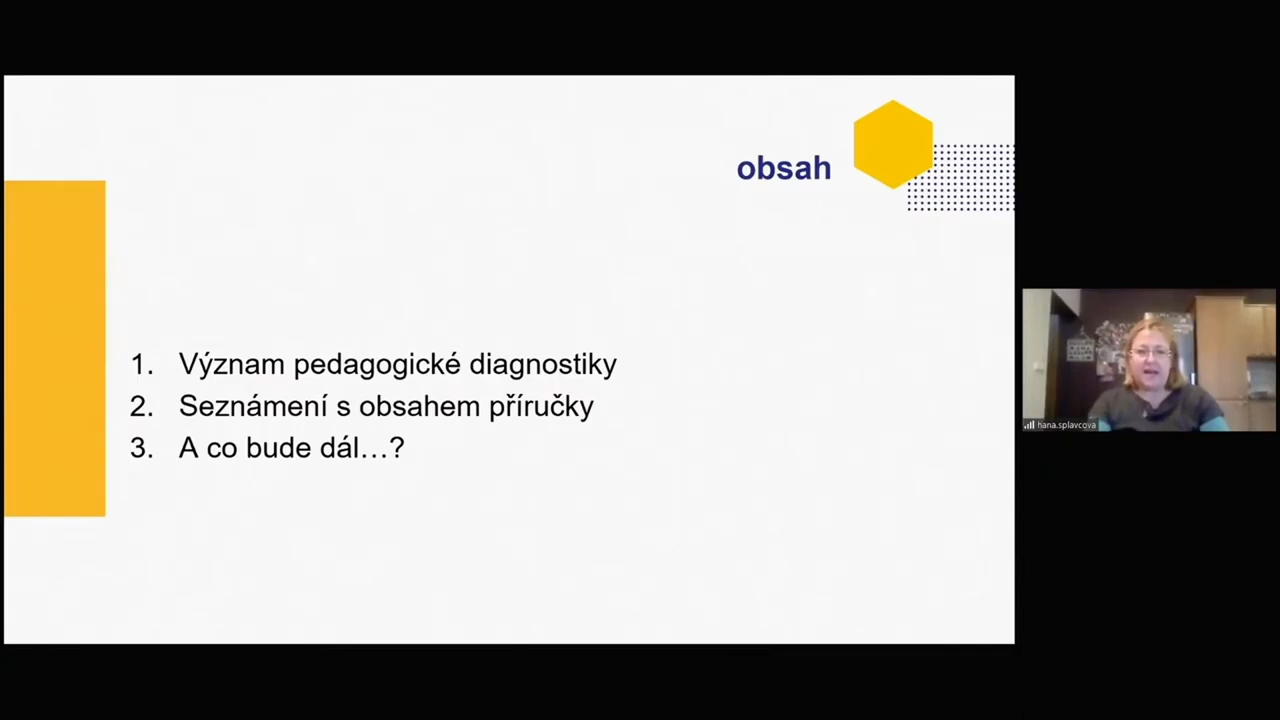 obsah
1. Význam pedagogické diagnostiky
2. Seznámení s obsahem příručky
3. A co bude dál…?
hana.splavcova